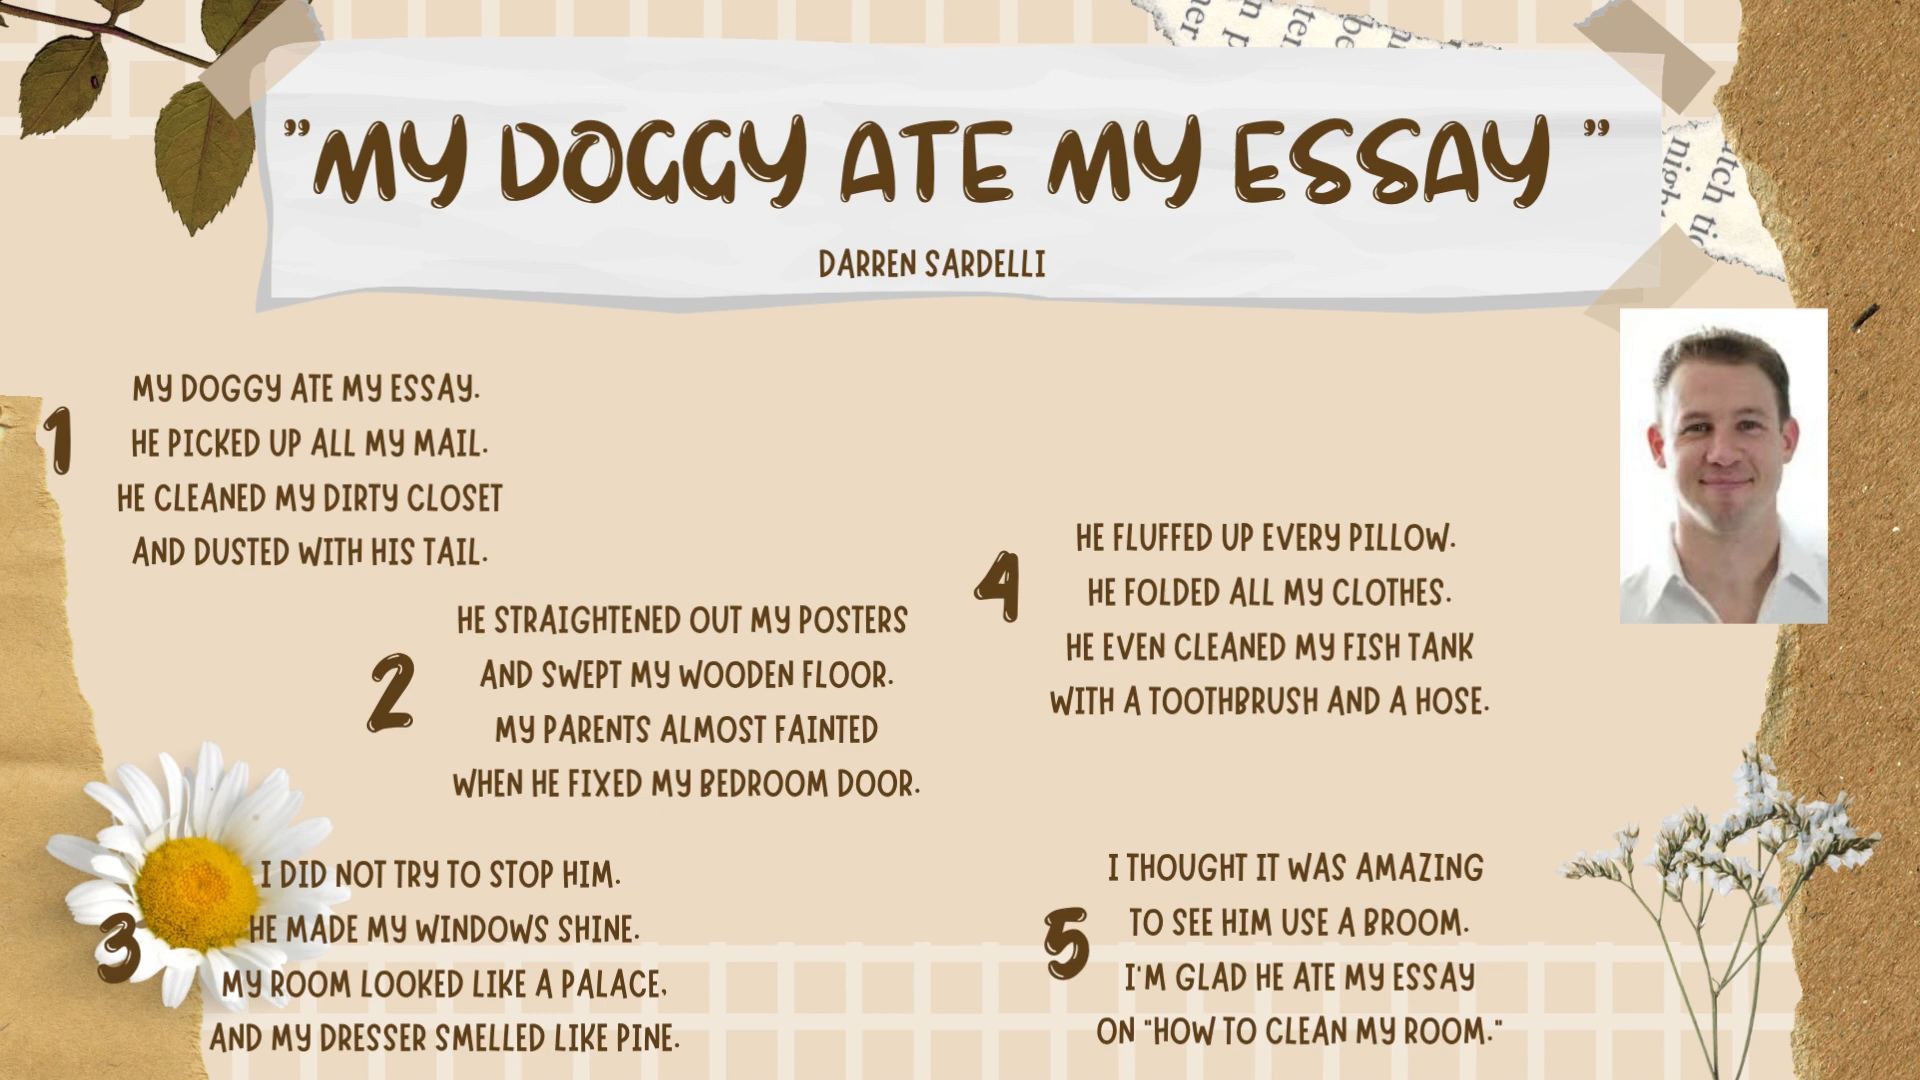 "MY DOGGY ATE MY ESSAY "
DARREN SARDELLI
1
MY DOGGY ATE MY ESSAY.
HE PICKED UP ALL MY MAIL.
HE CLEANED MY DIRTY CLOSET
AND DUSTED WITH HIS TAIL.
2
HE STRAIGHTENED OUT MY POSTERS
AND SWEPT MY WOODEN FLOOR.
MY PARENTS ALMOST FAINTED
WHEN HE FIXED MY BEDROOM DOOR.
3
I DID NOT TRY TO STOP HIM.
HE MADE MY WINDOWS SHINE.
MY ROOM LOOKED LIKE A PALACE,
AND MY DRESSER SMELLED LIKE PINE.
4
HE FLUFFED UP EVERY PILLOW.
HE FOLDED ALL MY CLOTHES.
HE EVEN CLEANED MY FISH TANK
WITH A TOOTHBRUSH AND A HOSE.
5
I THOUGHT IT WAS AMAZING
TO SEE HIM USE A BROOM.
I'M GLAD HE ATE MY ESSAY
ON "HOW TO CLEAN MY ROOM."